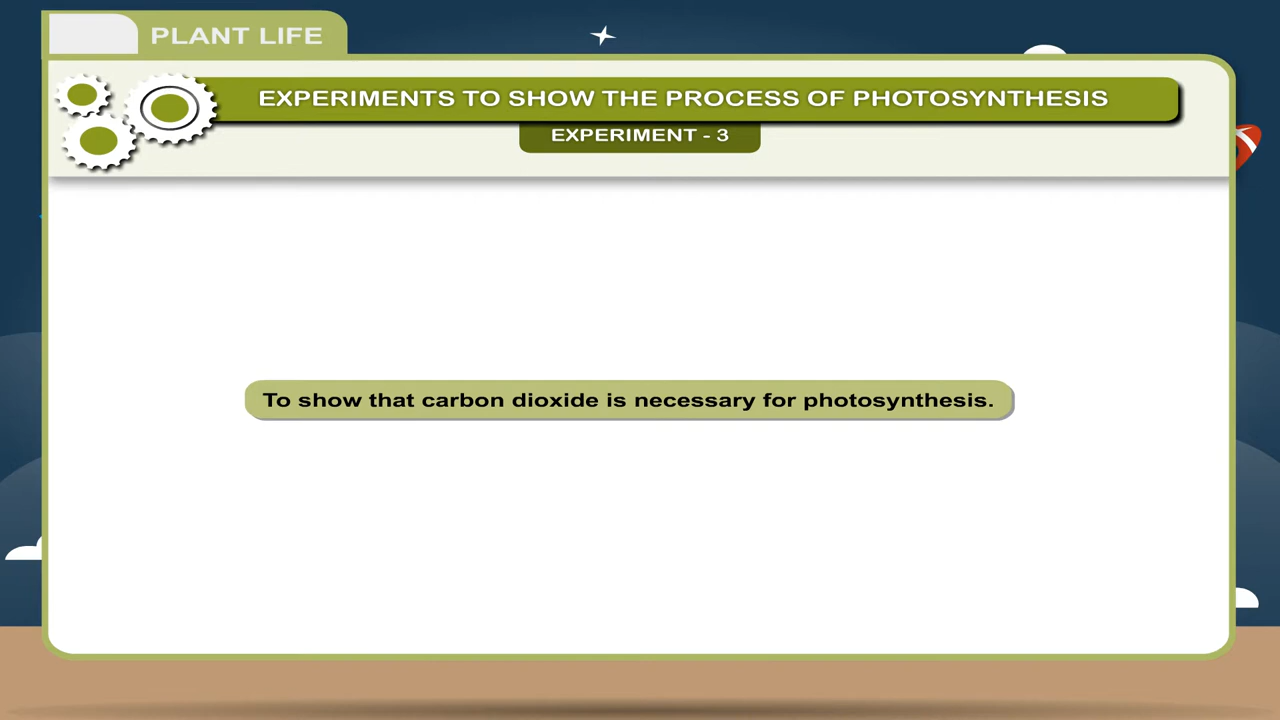 PLANT LIFE
EXPERIMENTS TO SHOW THE PROCESS OF PHOTOSYNTHESIS
EXPERIMENT - 3
To show that carbon dioxide is necessary for photosynthesis.